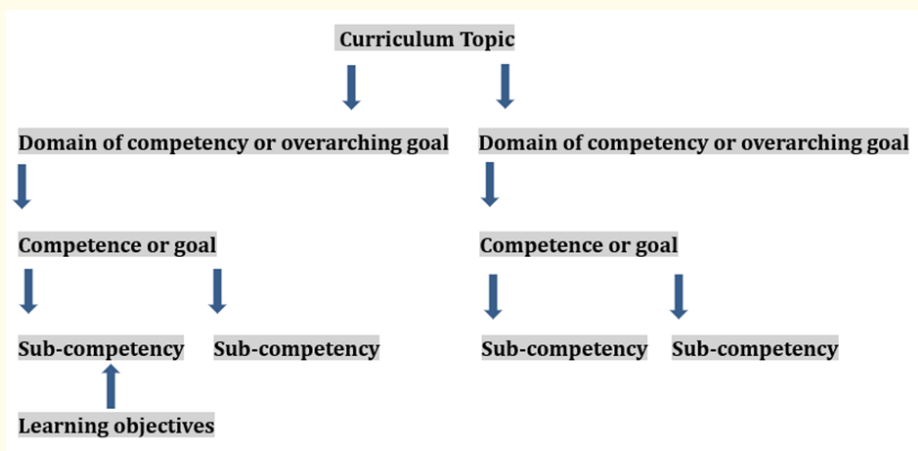 Curriculum Topic
Domain of competency or overarching goal
Domain of competency or overarching goal
Competence or goal
Competence or goal
Sub-competency
Sub-competency
Sub-competency
Sub-competency
Learning objectives